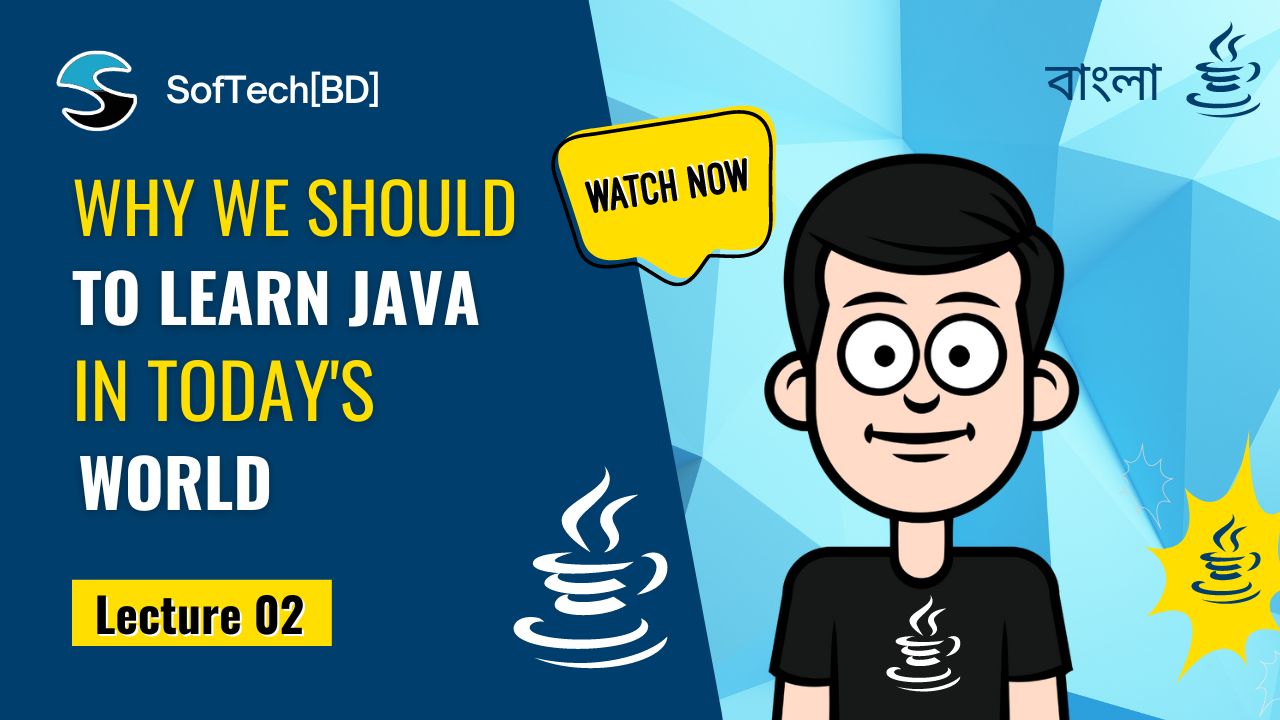 SofTech[BD]
বাংলা
WATCH NOW
WHY WE SHOULD
TO LEARN JAVA
IN TODAY'S
WORLD
Lecture 02